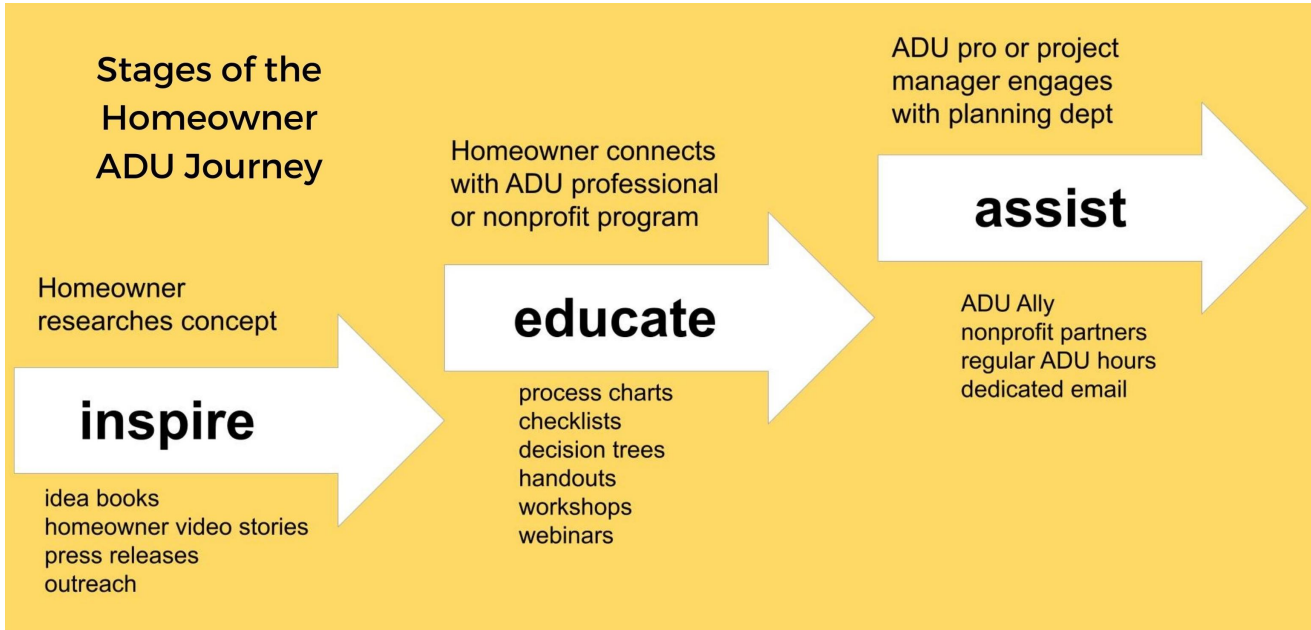 Stages of the
Homeowner
ADU Journey
Homeowner
researches concept
inspire
idea books
homeowner video stories
press releases
outreach
Homeowner connects
with ADU professional
or nonprofit program
educate
process charts
checklists
decision trees
handouts
workshops
webinars
ADU pro or project
manager engages
with planning dept
assist
ADU Ally
nonprofit partners
regular ADU hours
dedicated email